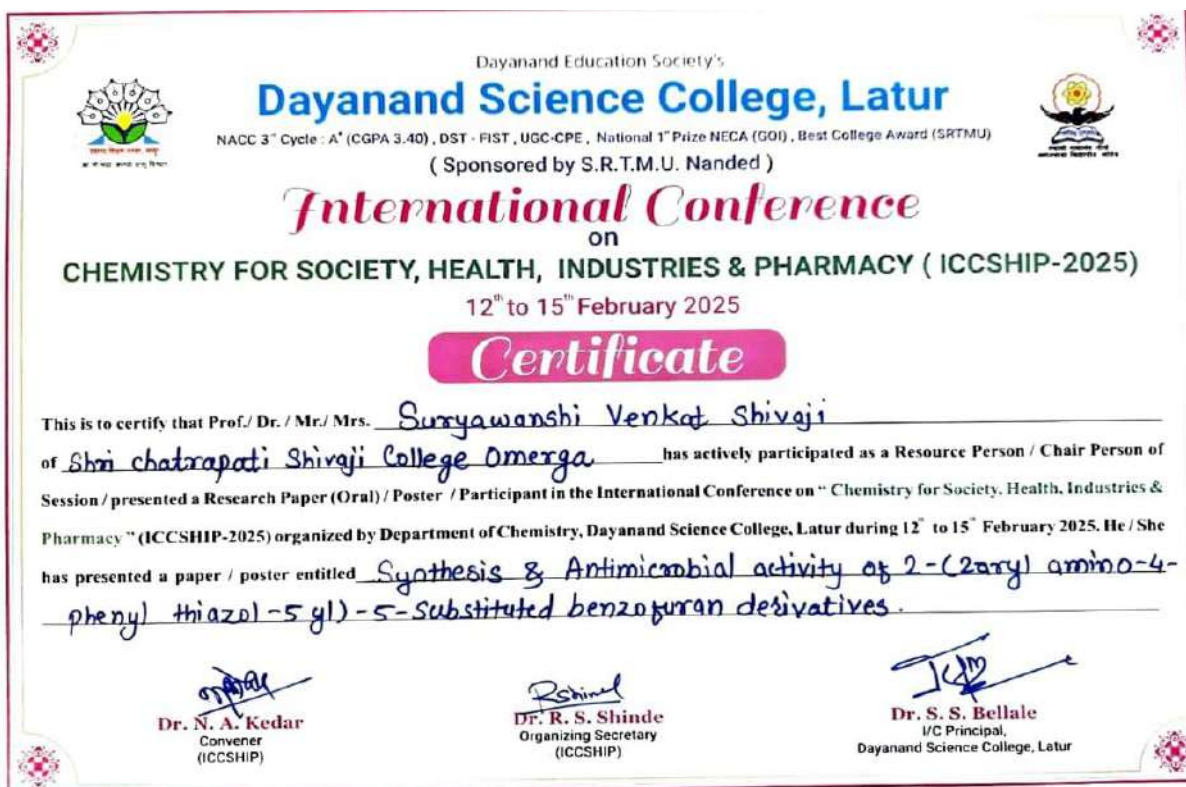 Dayanand Education Society's
Dayanand Science College, Latur
NACC 3rd Cycle : A+ (CGPA 3.40) , DST - FIST , UGC-CPE , National 1st Prize NECA (GOI) , Best College Award (SRTMU)
( Sponsored by S.R.T.M.U. Nanded )
International Conference
on
CHEMISTRY FOR SOCIETY, HEALTH, INDUSTRIES & PHARMACY ( ICCSHIP-2025)
12th to 15th February 2025
Certificate
This is to certify that Prof./ Dr. / Mr./ Mrs. Suryawanshi Venkat Shivaji
of Shri chatrapati Shivaji College Omerga has actively participated as a Resource Person / Chair Person of
Session / presented a Research Paper (Oral) / Poster / Participant in the International Conference on “ Chemistry for Society, Health, Industries &
Pharmacy ” (ICCSHIP-2025) organized by Department of Chemistry, Dayanand Science College, Latur during 12th to 15th February 2025. He / She
has presented a paper / poster entitled Synthesis & Antimicrobial activity of 2-(2aryl amino-4-
phenyl thiazol-5yl)-5-Substituted benzofuran derivatives.
Rshinde
Dr. N. A. Kedar
Convener
(ICCSHIP)
Dr. R. S. Shinde
Organizing Secretary
(ICCSHIP)
Dr. S. S. Bellale
I/C Principal,
Dayanand Science College, Latur